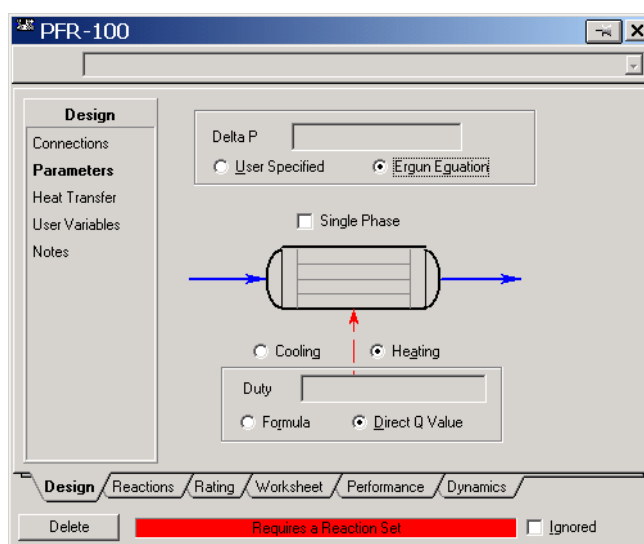 PFR-100
Design
Connections
Parameters
Heat Transfer
User Variables
Notes
Delta P
User Specified Ergun Eguation
Single Phase
Cooling Heating
Duty
Formula Direct Q Value
Design Reactions Rating Worksheet Performance Dynamics
Delete Requires a Reaction Set Ignored